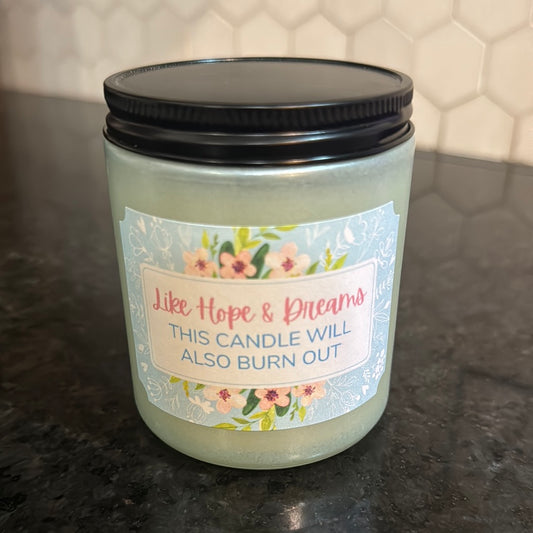 Like Hope & Dreams
THIS CANDLE WILL
ALSO BURN OUT